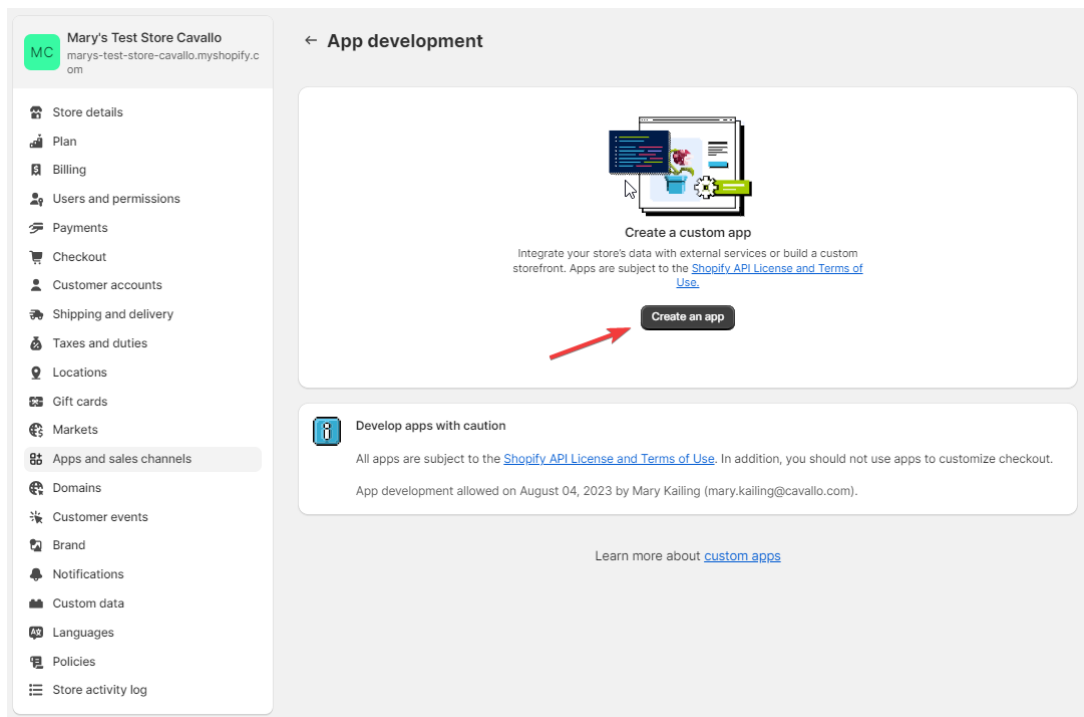 MC
Mary's Test Store Cavallo
marys-test-store-cavallo.myshopify.c
om
Store details
Plan
Billing
Users and permissions
Payments
Checkout
Customer accounts
Shipping and delivery
Taxes and duties
Locations
Gift cards
Markets
Apps and sales channels
Domains
Customer events
Brand
Notifications
Custom data
Languages
Policies
Store activity log
App development
Create a custom app
Integrate your store's data with external services or build a custom
storefront. Apps are subject to the Shopify API License and Terms of
Use.
Create an app
Develop apps with caution
All apps are subject to the Shopify API License and Terms of Use. In addition, you should not use apps to customize checkout.
App development allowed on August 04, 2023 by Mary Kailing (mary.kailing@cavallo.com).
Learn more about custom apps